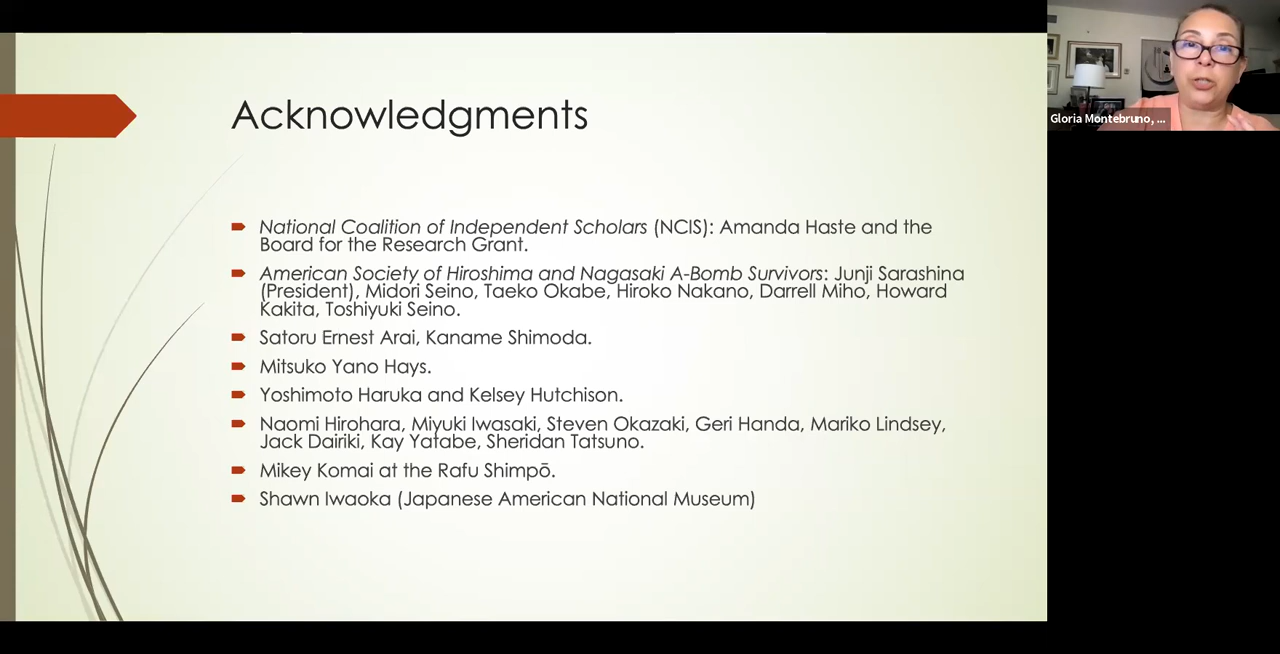 Acknowledgments
National Coalition of Independent Scholars (NCIS): Amanda Haste and the
Board for the Research Grant.
American Society of Hiroshima and Nagasaki A-Bomb Survivors: Junji Sarashina
(President), Midori Seino, Taeko Okabe, Hiroko Nakano, Darrell Miho, Howard
Kakita, Toshiyuki Seino.
Satoru Ernest Arai, Kaname Shimoda.
Mitsuko Yano Hays.
Yoshimoto Haruka and Kelsey Hutchison.
Naomi Hirohara, Miyuki Iwasaki, Steven Okazaki, Geri Handa, Mariko Lindsey,
Jack Dairiki, Kay Yatabe, Sheridan Tatsuno.
Mikey Komai at the Rafu Shimpō.
Shawn Iwaoka (Japanese American National Museum)
Gloria Montebruno, ...